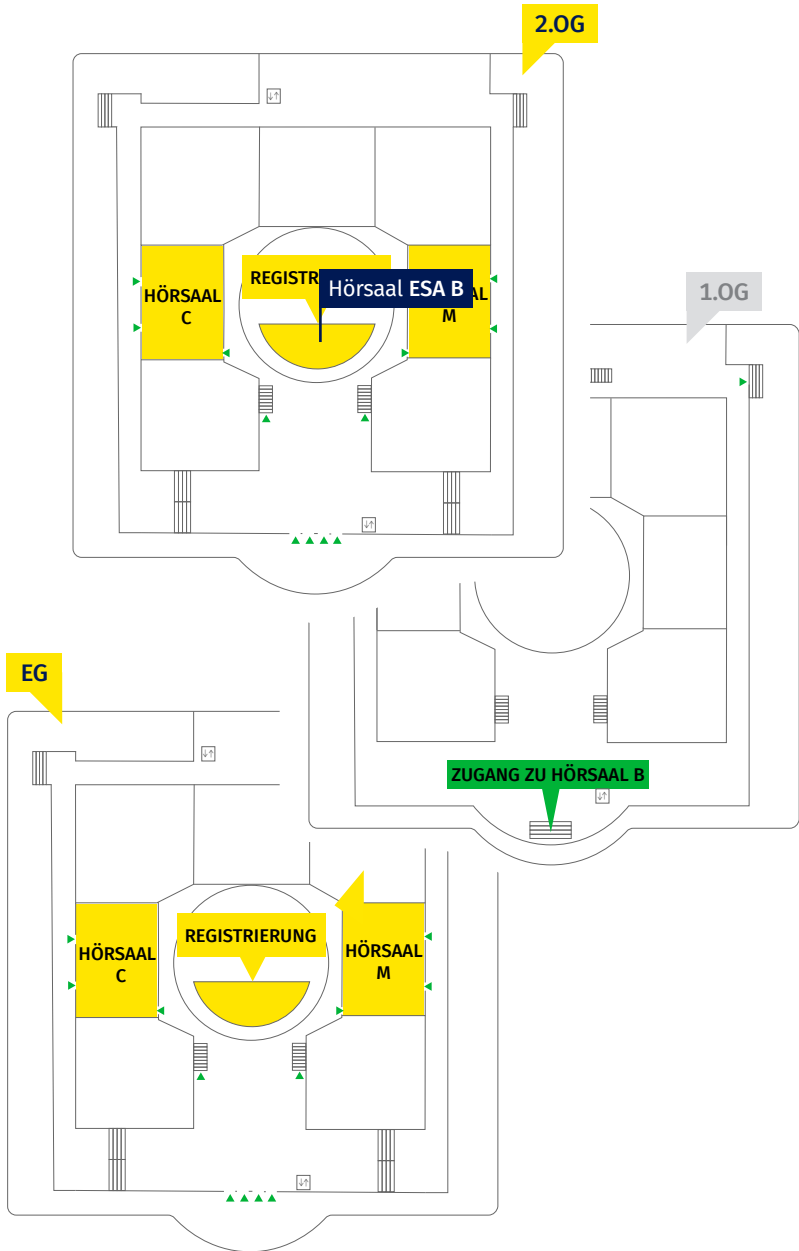 2.OG
REGISTR
Hörsaal ESA B
HÖRSAAL
C
AL
M
1.OG
EG
ZUGANG ZU HÖRSAAL B
REGISTRIERUNG
HÖRSAAL
C
HÖRSAAL
M